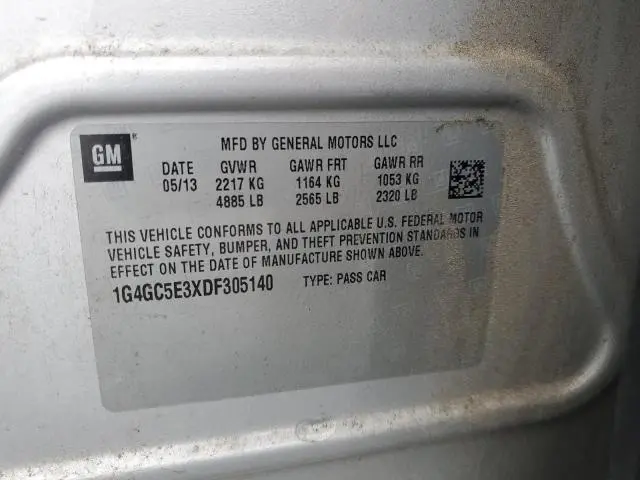 GM ®
MFD BY GENERAL MOTORS LLC
DATE GVWR GAWR FRT GAWR RR
05/13 2217 KG 1164 KG 1053 KG
4885 LB 2565 LB 2320 LB
THIS VEHICLE CONFORMS TO ALL APPLICABLE U.S. FEDERAL MOTOR
VEHICLE SAFETY, BUMPER, AND THEFT PREVENTION STANDARDS IN
EFFECT ON THE DATE OF MANUFACTURE SHOWN ABOVE.
1G4GC5E3XDF305140 TYPE: PASS CAR